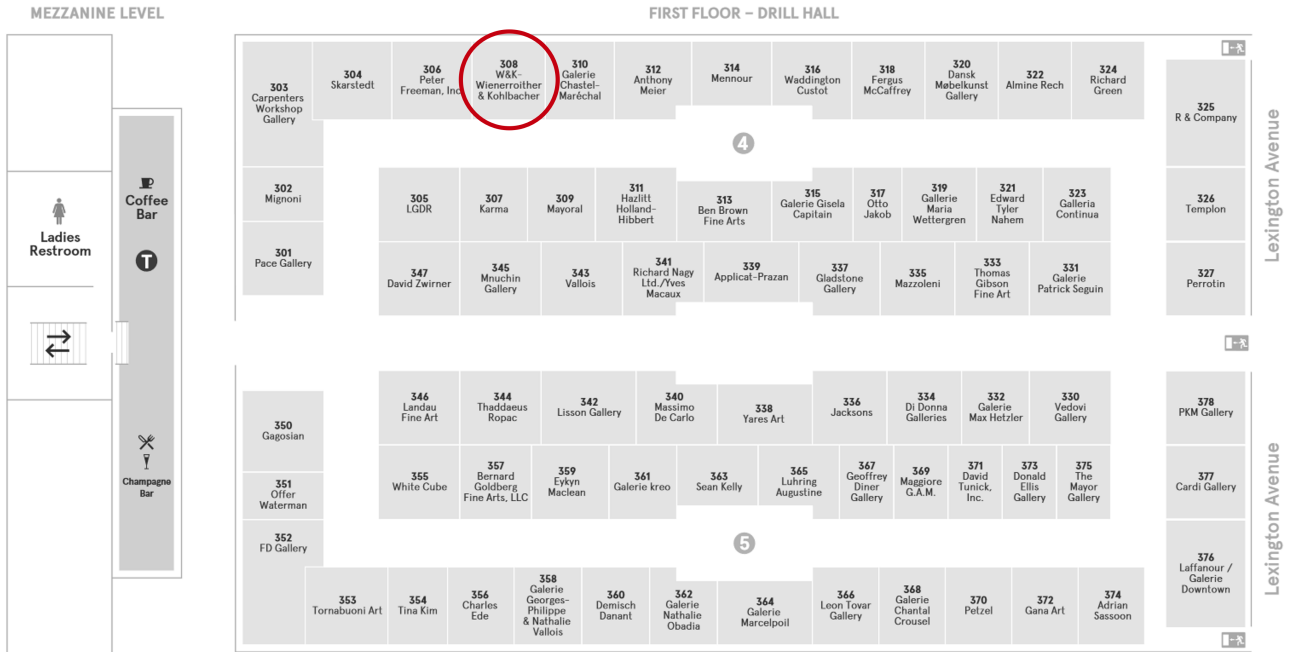 MEZZANINE LEVEL
FIRST FLOOR – DRILL HALL
Coffee
Bar
T
Ladies
Restroom
Champagne
Bar
303
Carpenters
Workshop
Gallery
304
Skarstedt
306
Peter
Freeman, Inc
308
W&K–
Wienerroither
& Kohlbacher
310
Galerie
Chastel-
Maréchal
312
Anthony
Meier
314
Mennour
316
Waddington
Custot
318
Fergus
McCaffrey
320
Dansk
Møbelkunst
Gallery
322
Almine Rech
324
Richard
Green
325
R & Company
4
302
Mignoni
301
Pace Gallery
305
LGDR
307
Karma
309
Mayoral
311
Hazlitt
Holland-
Hibbert
313
Ben Brown
Fine Arts
315
Galerie Gisela
Capitain
317
Otto
Jakob
319
Gallerie
Maria
Wettergren
321
Edward
Tyler
Nahem
323
Galleria
Continua
326
Templon
347
David Zwirner
345
Mnuchin
Gallery
343
Vallois
341
Richard Nagy
Ltd./Yves
Macaux
339
Applicat-Prazan
337
Gladstone
Gallery
335
Mazzoleni
333
Thomas
Gibson
Fine Art
331
Galerie
Patrick Seguin
327
Perrotin
Lexington Avenue
350
Gagosian
346
Landau
Fine Art
344
Thaddaeus
Ropac
342
Lisson Gallery
340
Massimo
De Carlo
338
Yares Art
336
Jacksons
334
Di Donna
Galleries
332
Galerie
Max Hetzler
330
Vedovi
Gallery
378
PKM Gallery
351
Offer
Waterman
355
White Cube
357
Bernard
Goldberg
Fine Arts, LLC
359
Eykyn
Maclean
361
Galerie kreo
363
Sean Kelly
365
Luhring
Augustine
367
Geoffrey
Diner
Gallery
369
Maggiore
G.A.M.
371
David
Tunick,
Inc.
373
Donald
Ellis
Gallery
375
The
Mayor
Gallery
377
Cardi Gallery
352
FD Gallery
5
353
Tornabuoni Art
354
Tina Kim
356
Charles
Ede
358
Galerie
Georges-
Philippe
& Nathalie
Vallois
360
Demisch
Danant
362
Galerie
Nathalie
Obadia
364
Galerie
Marcelpoil
366
Leon Tovar
Gallery
368
Galerie
Chantal
Crousel
370
Petzel
372
Gana Art
374
Adrian
Sassoon
376
Laffanour /
Galerie
Downtown
Lexington Avenue